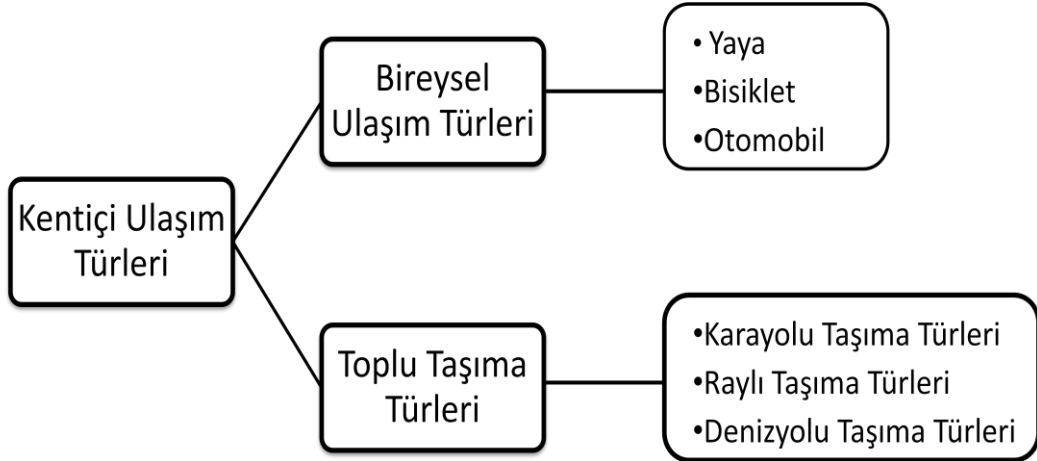 Kentiçi Ulaşım
Türleri
Bireysel
Ulaşım Türleri
• Yaya
•Bisiklet
•Otomobil
Toplu Taşıma
Türleri
•Karayolu Taşıma Türleri
•Raylı Taşıma Türleri
•Denizyolu Taşıma Türleri